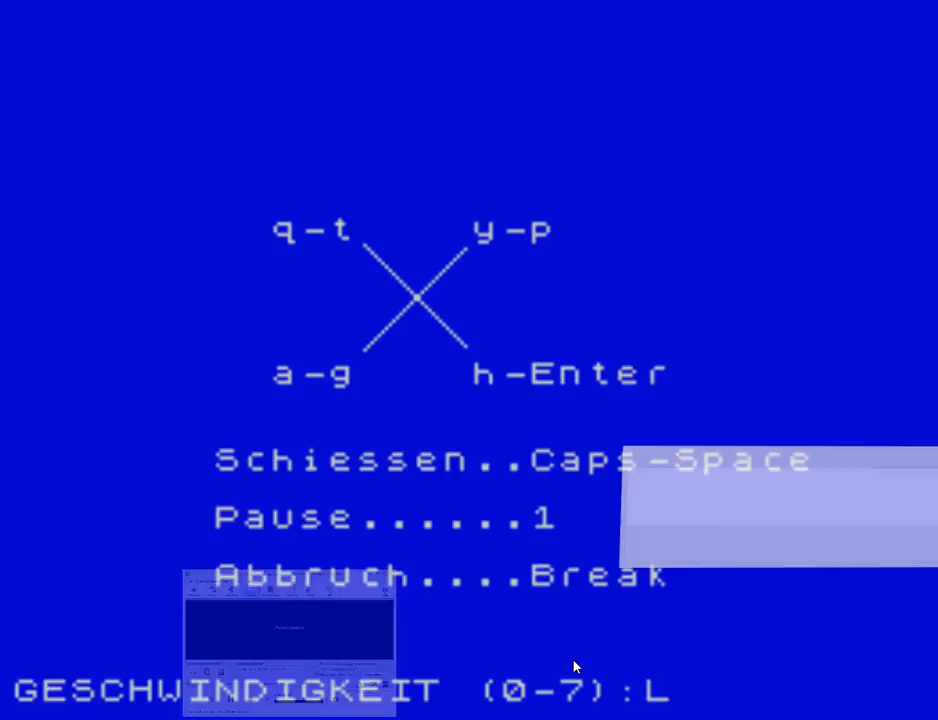 q-t y-p
a-g h-Enter
Schiessen..Caps-Space
Pause......1
Abbruch....Break
GESCHWINDIGKEIT (0-7):L